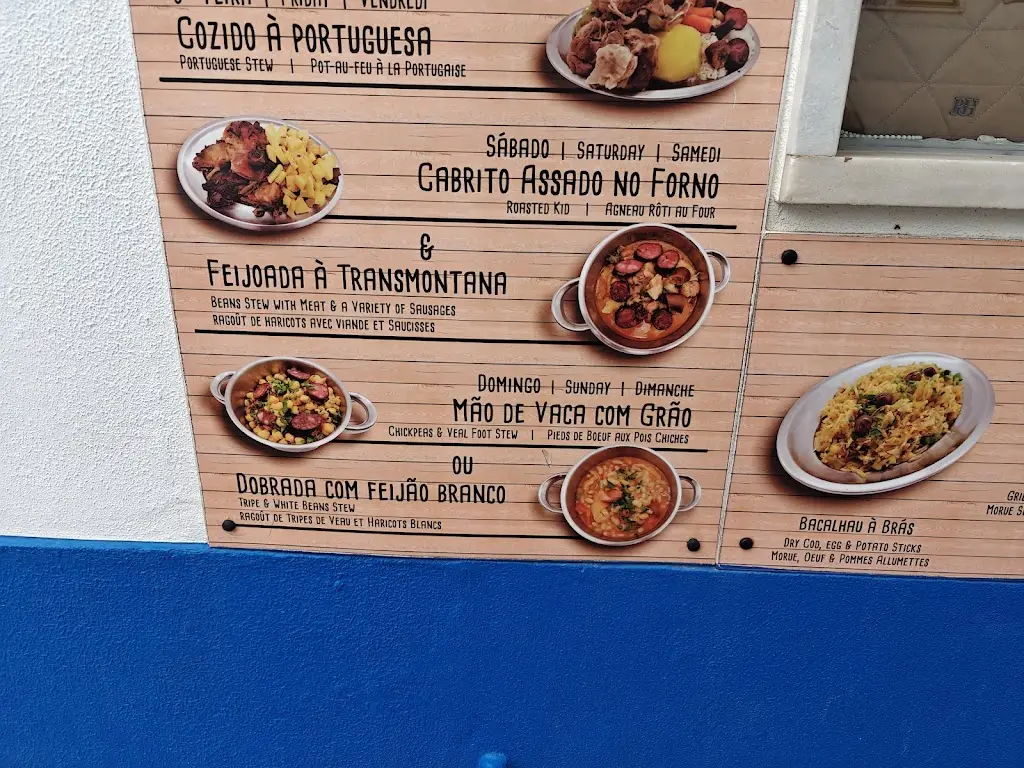 6ª FEIRA | FRIDAY | VENDREDI
COZIDO À PORTUGUESA
PORTUGUESE STEW | POT-AU-FEU À LA PORTUGAISE
SÁBADO | SATURDAY | SAMEDI
CABRITO ASSADO NO FORNO
ROASTED KID | AGNEAU RÔTI AU FOUR
&
FEIJOADA À TRANSMONTANA
BEANS STEW WITH MEAT & A VARIETY OF SAUSAGES
RAGOÛT DE HARICOTS AVEC VIANDE ET SAUCISSES
DOMINGO | SUNDAY | DIMANCHE
MÃO DE VACA COM GRÃO
CHICKPEAS & VEAL FOOT STEW | PIEDS DE BOEUF AUX POIS CHICHES
OU
DOBRADA COM FEIJÃO BRANCO
TRIPE & WHITE BEANS STEW
RAGOÛT DE TRIPES DE VEAU ET HARICOTS BLANCS
BACALHAU À BRÁS
DRY COD, EGG & POTATO STICKS
MORUE, OEUF & POMMES ALLUMETTES